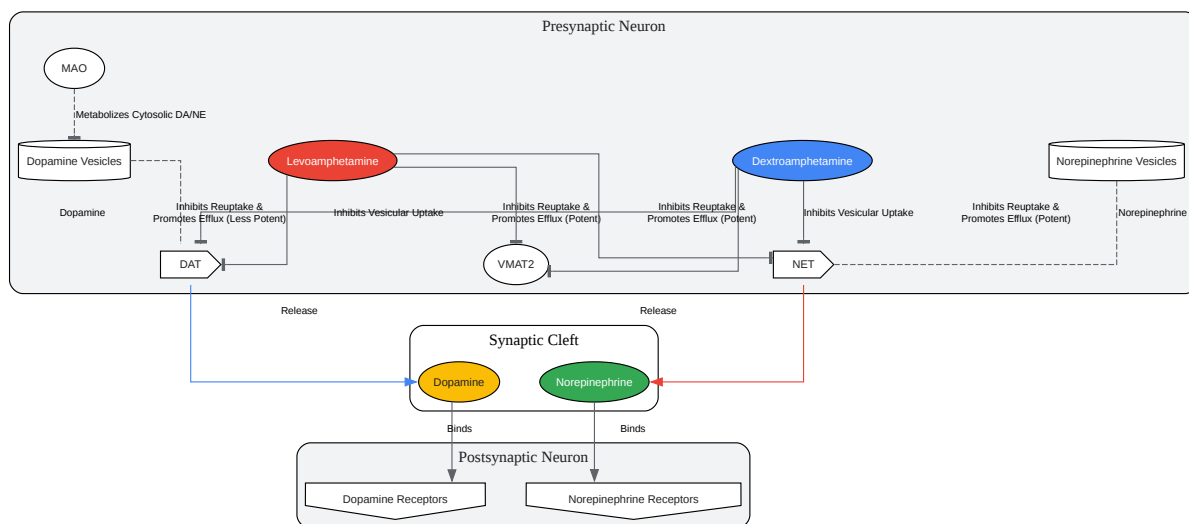 Presynaptic Neuron
MAO
Metabolizes Cytosolic DA/NE
Dopamine Vesicles
Levoamphetamine
Dextroamphetamine
Norepinephrine Vesicles
Dopamine
Inhibits Reuptake &
Promotes Efflux (Less Potent)
Inhibits Vesicular Uptake
Inhibits Reuptake &
Promotes Efflux (Potent)
Inhibits Reuptake &
Promotes Efflux (Potent)
Inhibits Vesicular Uptake
Inhibits Reuptake &
Promotes Efflux (Potent)
Norepinephrine
DAT
VMAT2
NET
Release
Release
Synaptic Cleft
Dopamine
Norepinephrine
Binds
Binds
Postsynaptic Neuron
Dopamine Receptors
Norepinephrine Receptors